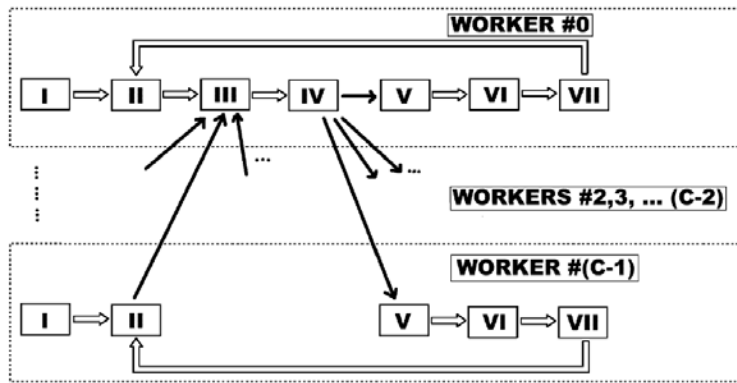 WORKER #0
I II III IV V VI VII
...
...
WORKERS #2,3, ... (C-2)
WORKER #(C-1)
I II V VI VII